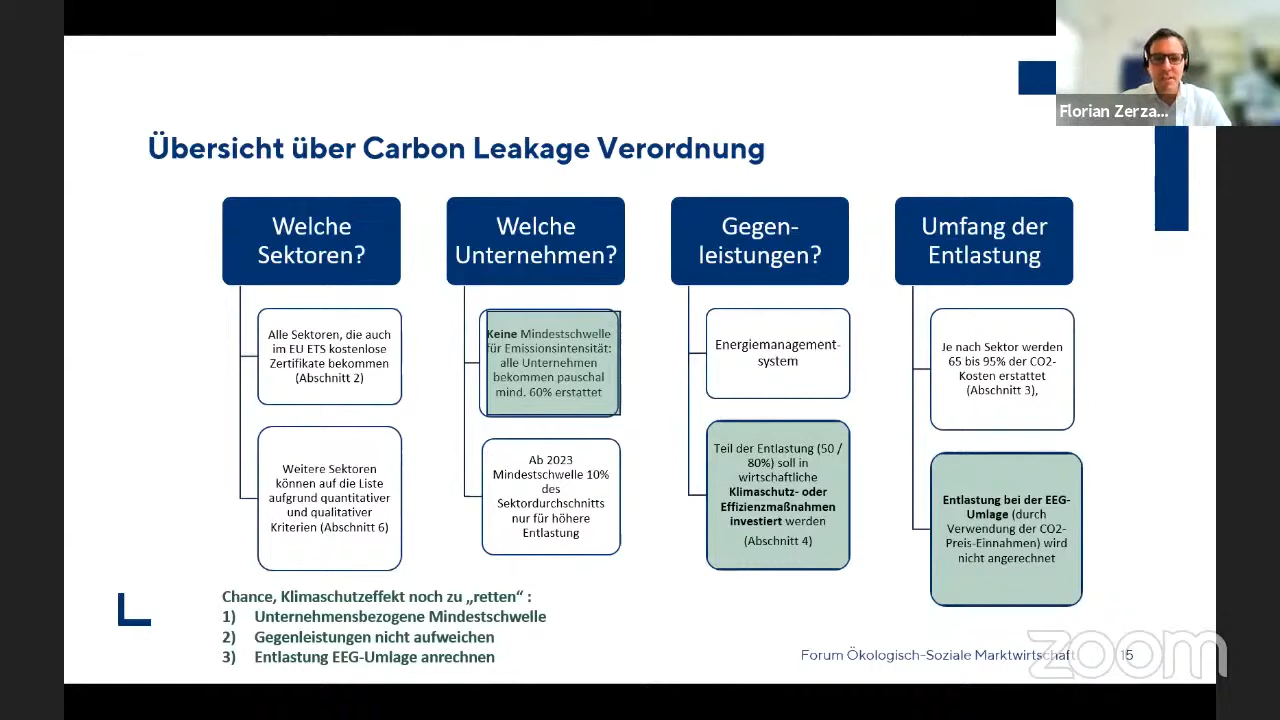 Florian Zerza...
Übersicht über Carbon Leakage Verordnung
Welche
Sektoren?
Alle Sektoren, die auch
im EU ETS kostenlose
Zertifikate bekommen
(Abschnitt 2)
Weitere Sektoren
können auf die Liste
aufgrund quantitativer
und qualitativer
Kriterien (Abschnitt 6)
Welche
Unternehmen?
Keine Mindestschwelle
für Emissionsintensität:
alle Unternehmen
bekommen pauschal
mind. 60% erstattet
Ab 2023
Mindestschwelle 10%
des
Sektordurchschnitts
nur für höhere
Entlastung
Gegen-
leistungen?
Energiemanagement-
system
Teil der Entlastung (50 /
80%) soll in
wirtschaftliche
Klimaschutz- oder
Effizienzmaßnahmen
investiert werden
(Abschnitt 4)
Umfang der
Entlastung
Je nach Sektor werden
65 bis 95% der CO2-
Kosten erstattet
(Abschnitt 3),
Entlastung bei der EEG-
Umlage (durch
Verwendung der CO2-
Preis-Einnahmen) wird
nicht angerechnet
Chance, Klimaschutzeffekt noch zu „retten“ :
1) Unternehmensbezogene Mindestschwelle
2) Gegenleistungen nicht aufweichen
3) Entlastung EEG-Umlage anrechnen
Forum Ökologisch-Soziale Marktwirtschaft 15
zoom